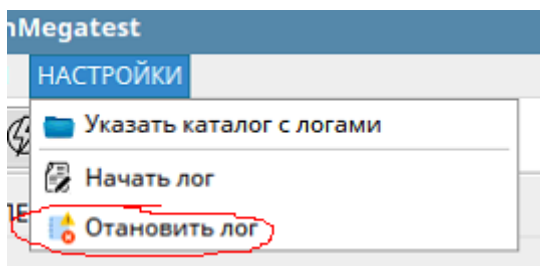 nMegatest
НАСТРОЙКИ
Указать каталог с логами
Начать лог
Отановить лог